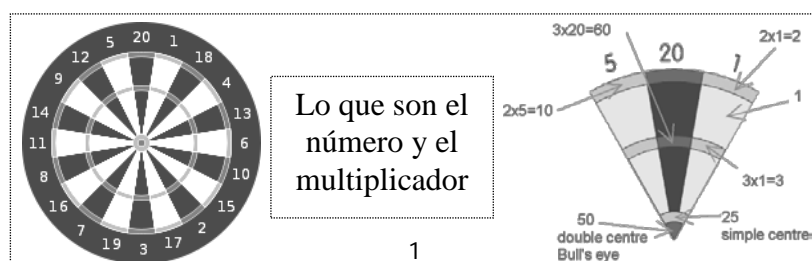 20
1
18
4
13
6
10
15
2
17
3
19
7
16
8
11
14
9
12
5
Lo que son el
número y el
multiplicador
1
3x20=60
2x1=2
5
20
1
2x5=10
1
3x1=3
50
double centre
Bull's eye
25
simple centre